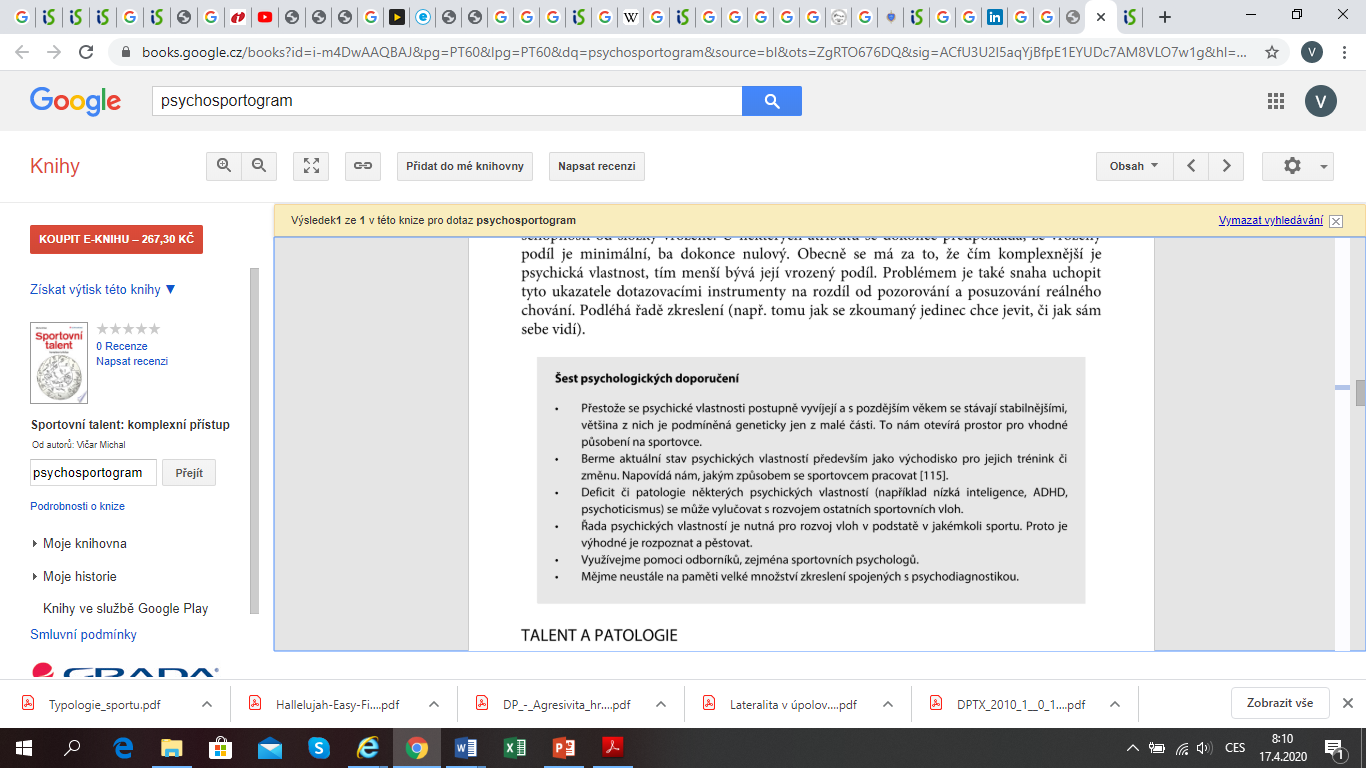 books.google.cz/books?id=i-m4DwAAQBAJ&pg=PT60&lpg=PT60&dq=psychosportogram&source=bl&ots=ZgRTO676DQ&sig=ACfU3U2I5aqYjBfpE1EYUDc7AM8VLO7w1g&hl=...
V
Google
psychosportogram
V
Knihy
Přidat do mé knihovny
Napsat recenzi
Obsah
Výsledek1 ze 1 v této knize pro dotaz psychosportogram
Vymazat vyhledávání
KOUPIT E-KNIHU – 267,30 KČ
Získat výtisk této knihy ▼
Sportovní
talent
0 Recenze
Napsat recenzi
Sportovní talent: komplexní přístup
Od autorů: Vičar Michal
psychosportogram
Přejít
Podrobnosti o knize
Moje knihovna
Moje historie
Knihy ve službě Google Play
Smluvní podmínky
GRADA
schopností od složky vrozené. U některých atributů se dokonce předpokládá, že vrozený
podíl je minimální, ba dokonce nulový. Obecně se má za to, že čím komplexnější je
psychická vlastnost, tím menší bývá její vrozený podíl. Problémem je také snaha uchopit
tyto ukazatele dotazovacími instrumenty na rozdíl od pozorování a posuzování reálného
chování. Podléhá řadě zkreslení (např. tomu jak se zkoumaný jedinec chce jevit, či jak sám
sebe vidí).
Šest psychologických doporučení
• Přestože se psychické vlastnosti postupně vyvíjejí a s pozdějším věkem se stávají stabilnějšími,
většina z nich je podmíněná geneticky jen z malé části. To nám otevírá prostor pro vhodné
působení na sportovce.
• Berme aktuální stav psychických vlastností především jako východisko pro jejich trénink či
změnu. Napovídá nám, jakým způsobem se sportovcem pracovat [115].
• Deficit či patologie některých psychických vlastností (například nízká inteligence, ADHD,
psychoticismus) se může vylučovat s rozvojem ostatních sportovních vloh.
• Řada psychických vlastností je nutná pro rozvoj vloh v podstatě v jakémkoli sportu. Proto je
výhodné je rozpoznat a pěstovat.
• Využívejme pomoci odborníků, zejména sportovních psychologů.
• Mějme neustále na paměti velké množství zkreslení spojených s psychodiagnostikou.
TALENT A PATOLOGIE
Typologie_sportu.pdf
Hallelujah-Easy-Fi....pdf
DP_-_Agresivita_hr....pdf
Lateralita v úpolov....pdf
DPTX_2010_1__0_1....pdf
Zobrazit vše
CES
8:10
17.4.2020
1